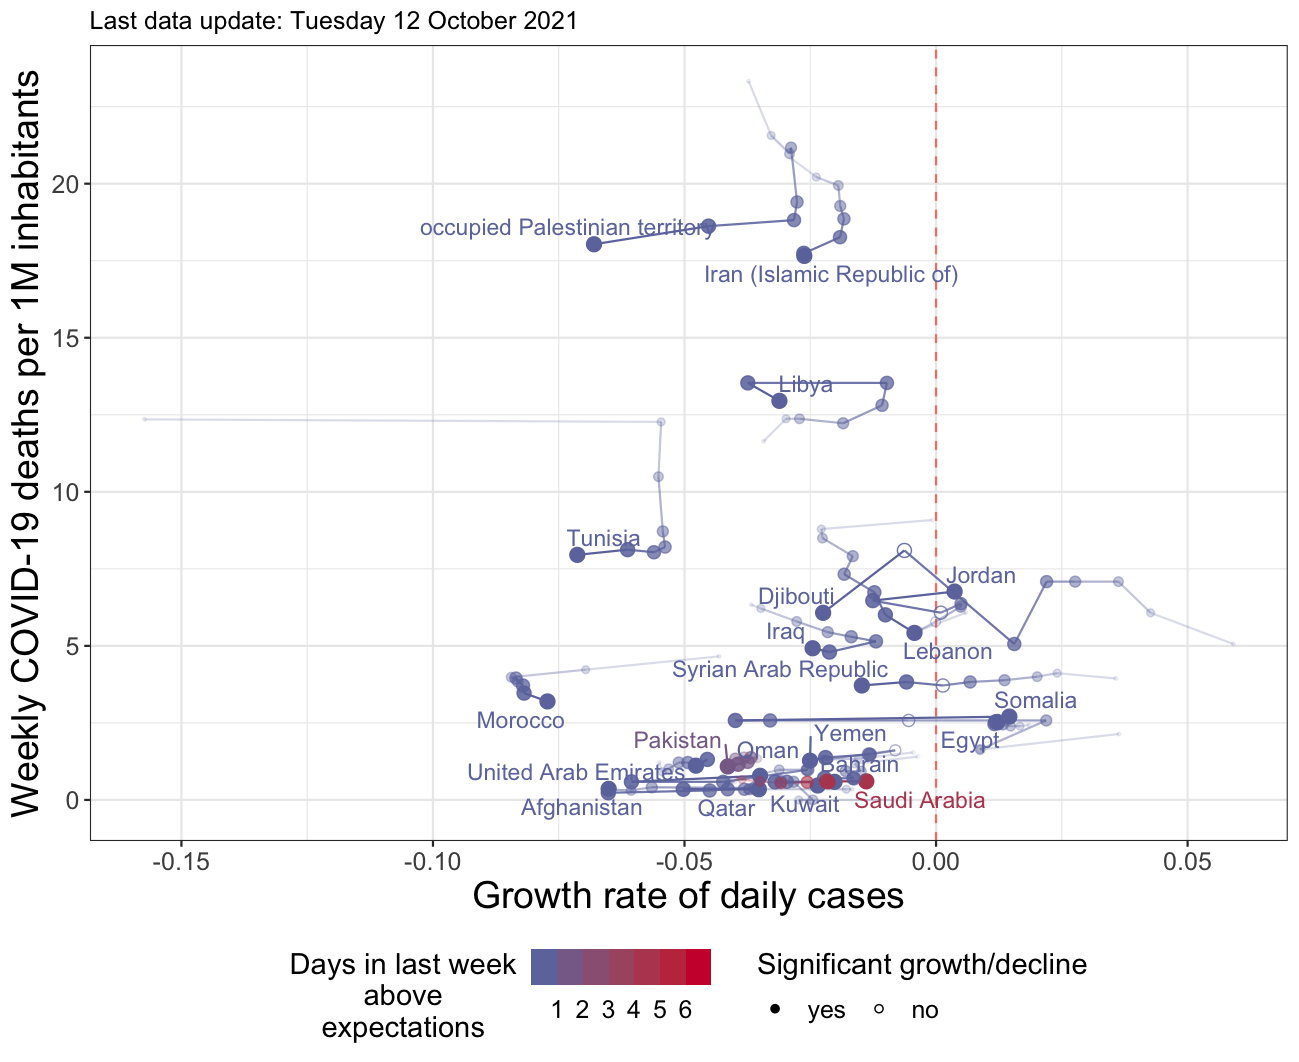 Last data update: Tuesday 12 October 2021
Weekly COVID-19 deaths per 1M inhabitants
20
15
10
5
0
occupied Palestinian territory
Iran (Islamic Republic of)
Libya
Tunisia
Jordan
Djibouti
Iraq
Lebanon
Syrian Arab Republic
Somalia
Morocco
Yemen
Egypt
Pakistan
Oman
Bahrain
United Arab Emirates
Afghanistan
Qatar
Kuwait
Saudi Arabia
-0.15
-0.10
-0.05
0.00
0.05
Growth rate of daily cases
Days in last week
above
expectations
1 2 3 4 5 6
Significant growth/decline
yes
no